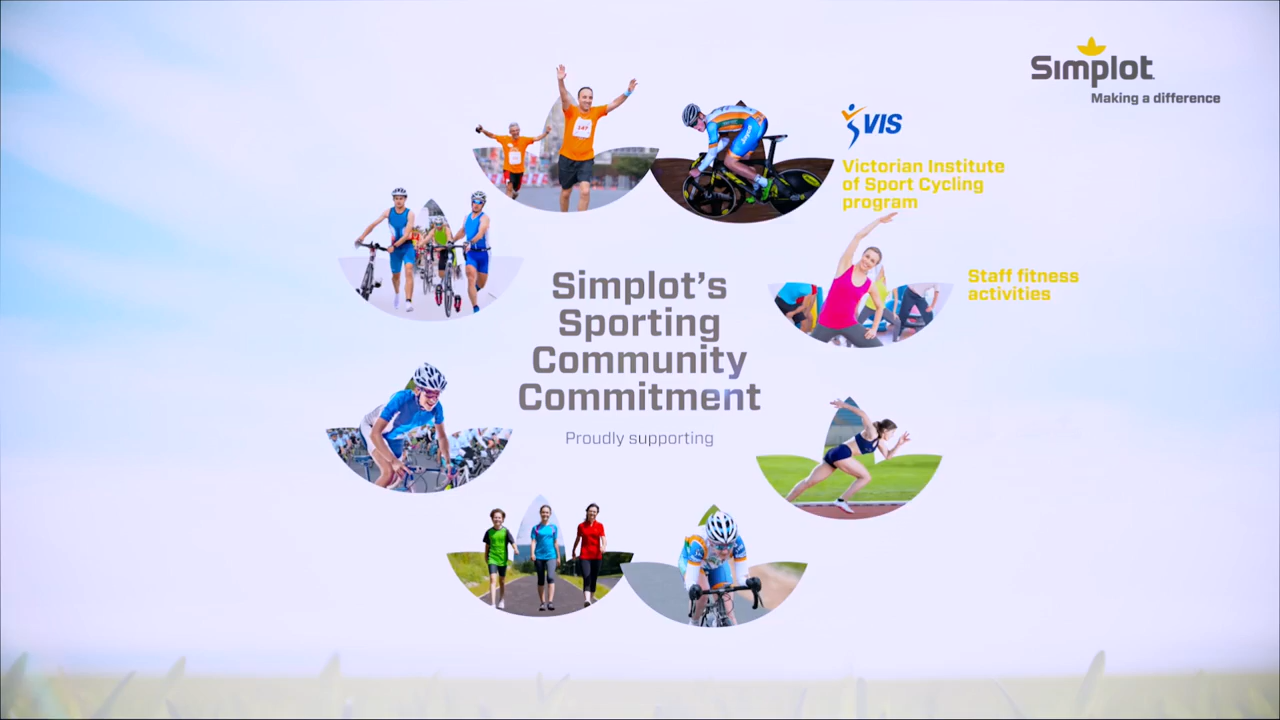 Simplot
Making a difference
VIS
Victorian Institute
of Sport Cycling
program
Staff fitness
activities
Simplot's
Sporting
Community
Commitment
Proudly supporting